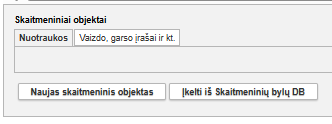 Skaitmeniniai objektai
Nuotraukos Vaizdo, garso įrašai ir kt.
Naujas skaitmeninis objektas Įkelti iš Skaitmeninių bylų DB